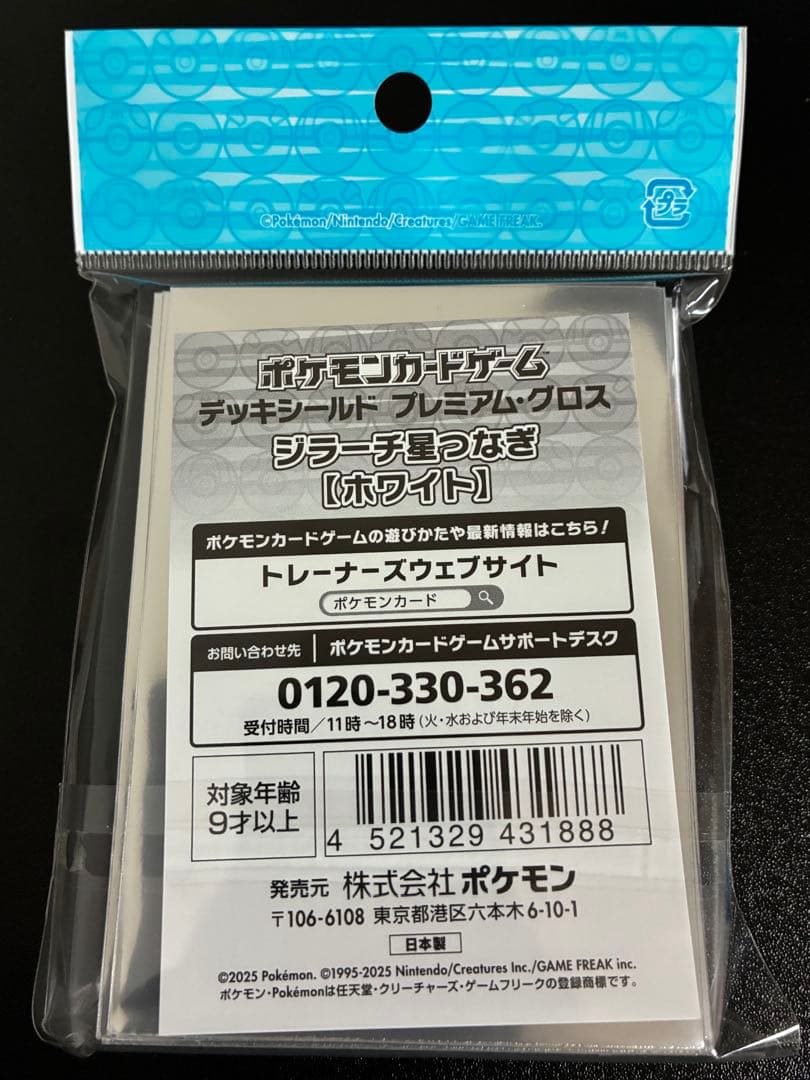 ©Pokémon/Nintendo/Creatures/GAME FREAK.
プラ
ポケモンカードゲーム™
デッキシールド プレミアム・グロス
ジラーチ星つなぎ
【ホワイト】
ポケモンカードゲームの遊びかたや最新情報はこちら!
トレーナーズウェブサイト
ポケモンカード
お問い合わせ先 ポケモンカードゲームサポートデスク
0120-330-362
受付時間/11時~18時(火・水および年末年始を除く)
対象年齢
9才以上
4 521329 431888
発売元 株式会社 ポケモン
〒106-6108 東京都港区六本木6-10-1
日本製
©2025 Pokémon. ©1995-2025 Nintendo/Creatures Inc./GAME FREAK inc.
ポケモン・Pokémonは任天堂・クリーチャーズ・ゲームフリークの登録商標です。